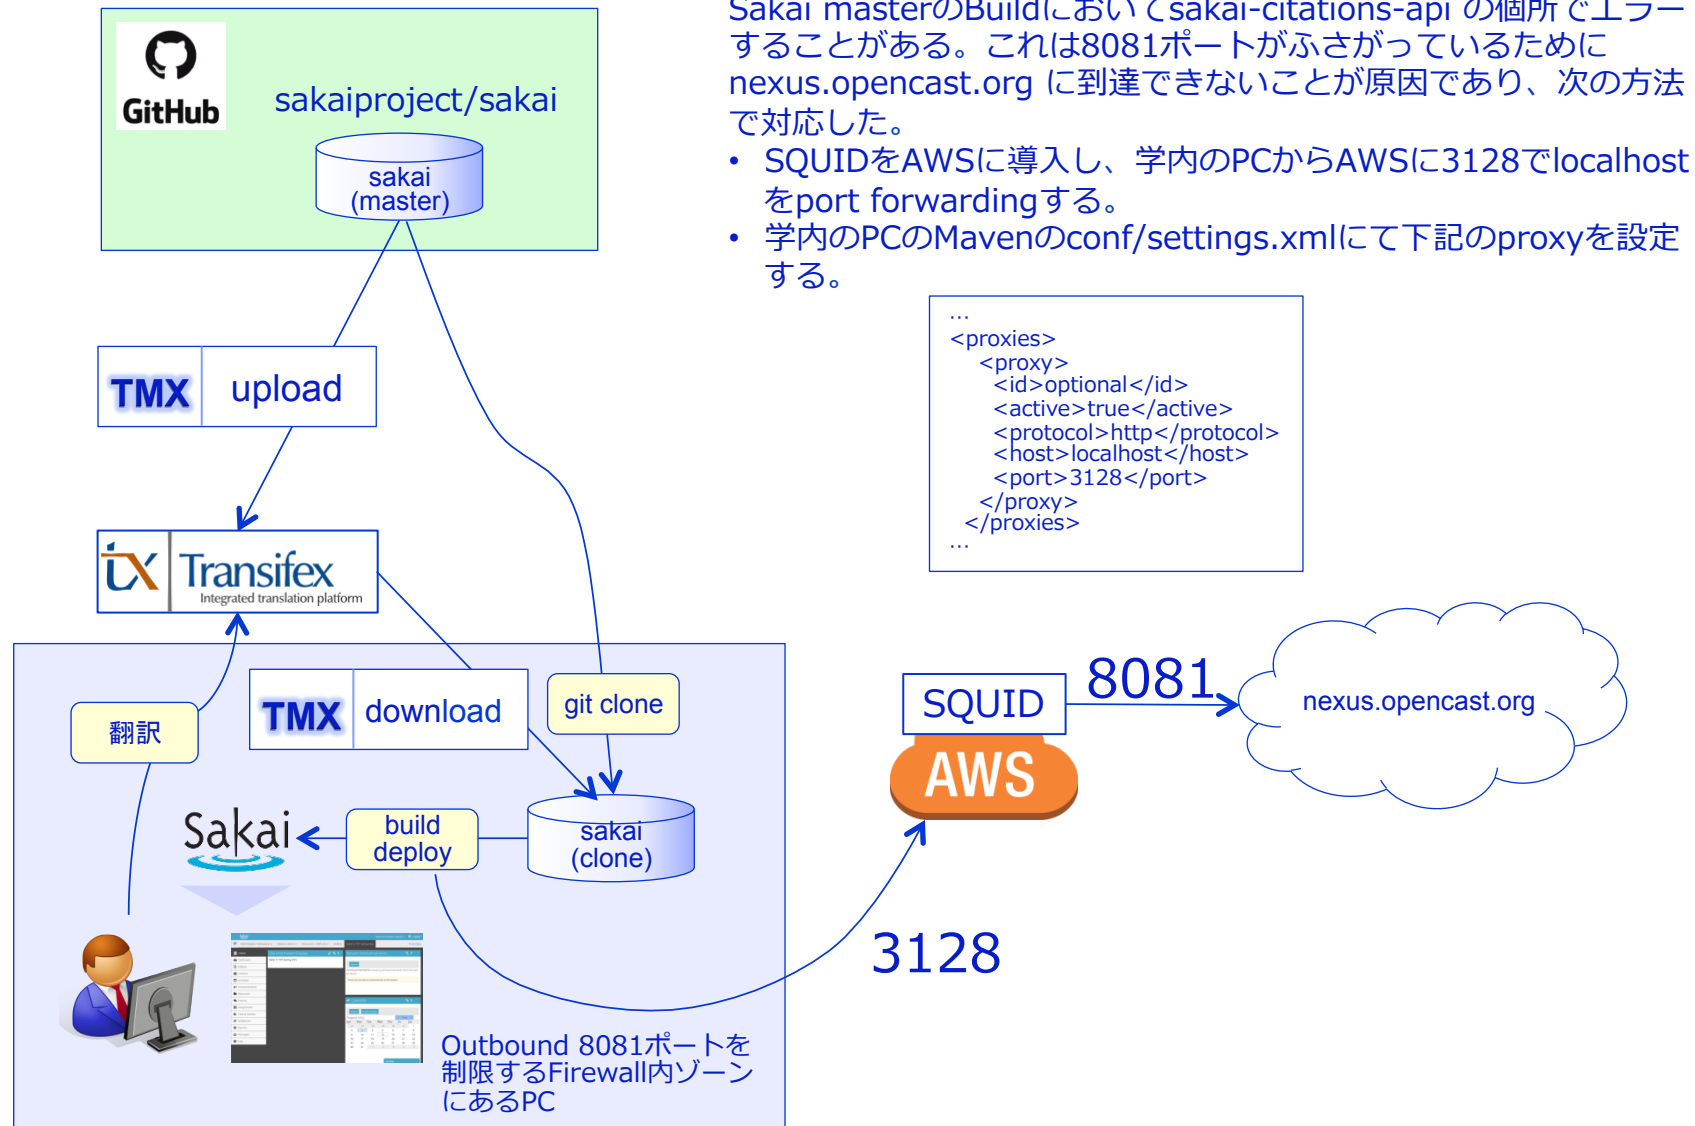 Sakai masterのBuildにおいてsakai-citations-api の個所でエラー
することがある。これは8081ポートがふさがっているために
nexus.opencast.org に到達できないことが原因であり、次の方法
で対応した。
• SQUIDをAWSに導入し、学内のPCからAWSに3128でlocalhost
をport forwardingする。
• 学内のPCのMavenのconf/settings.xmlにて下記のproxyを設定
する。
GitHub
sakaiproject/sakai
sakai
(master)
...
<proxies>
<proxy>
<id>optional</id>
<active>true</active>
<protocol>http</protocol>
<host>localhost</host>
<port>3128</port>
</proxy>
</proxies>
...
TMX upload
tx Transifex
Integrated translation platform
TMX download
git clone
翻訳
SQUID
AWS
8081
nexus.opencast.org
Sakai
build
deploy
sakai
(clone)
3128
Outbound 8081ポートを
制限するFirewall内ゾーン
にあるPC